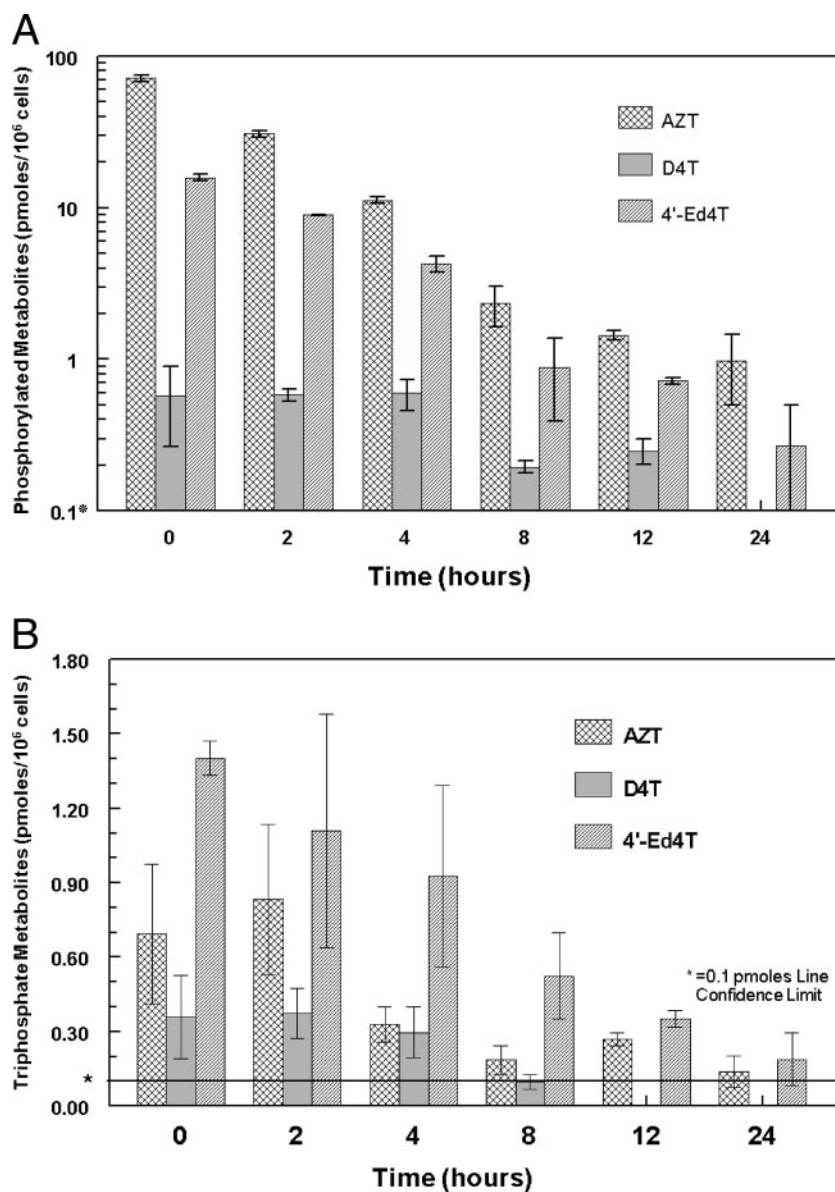 A
Phosphorylated Metabolites (pmoles/10⁶ cells)
100
10
1
0.1*
AZT
D4T
4'-Ed4T
0 2 4 8 12 24
Time (hours)
B
Triphosphate Metabolites (pmoles/10⁶ cells)
1.80
1.50
1.20
0.90
0.60
0.30
*
0.00
AZT
D4T
4'-Ed4T
* =0.1 pmoles Line
Confidence Limit
0 2 4 8 12 24
Time (hours)